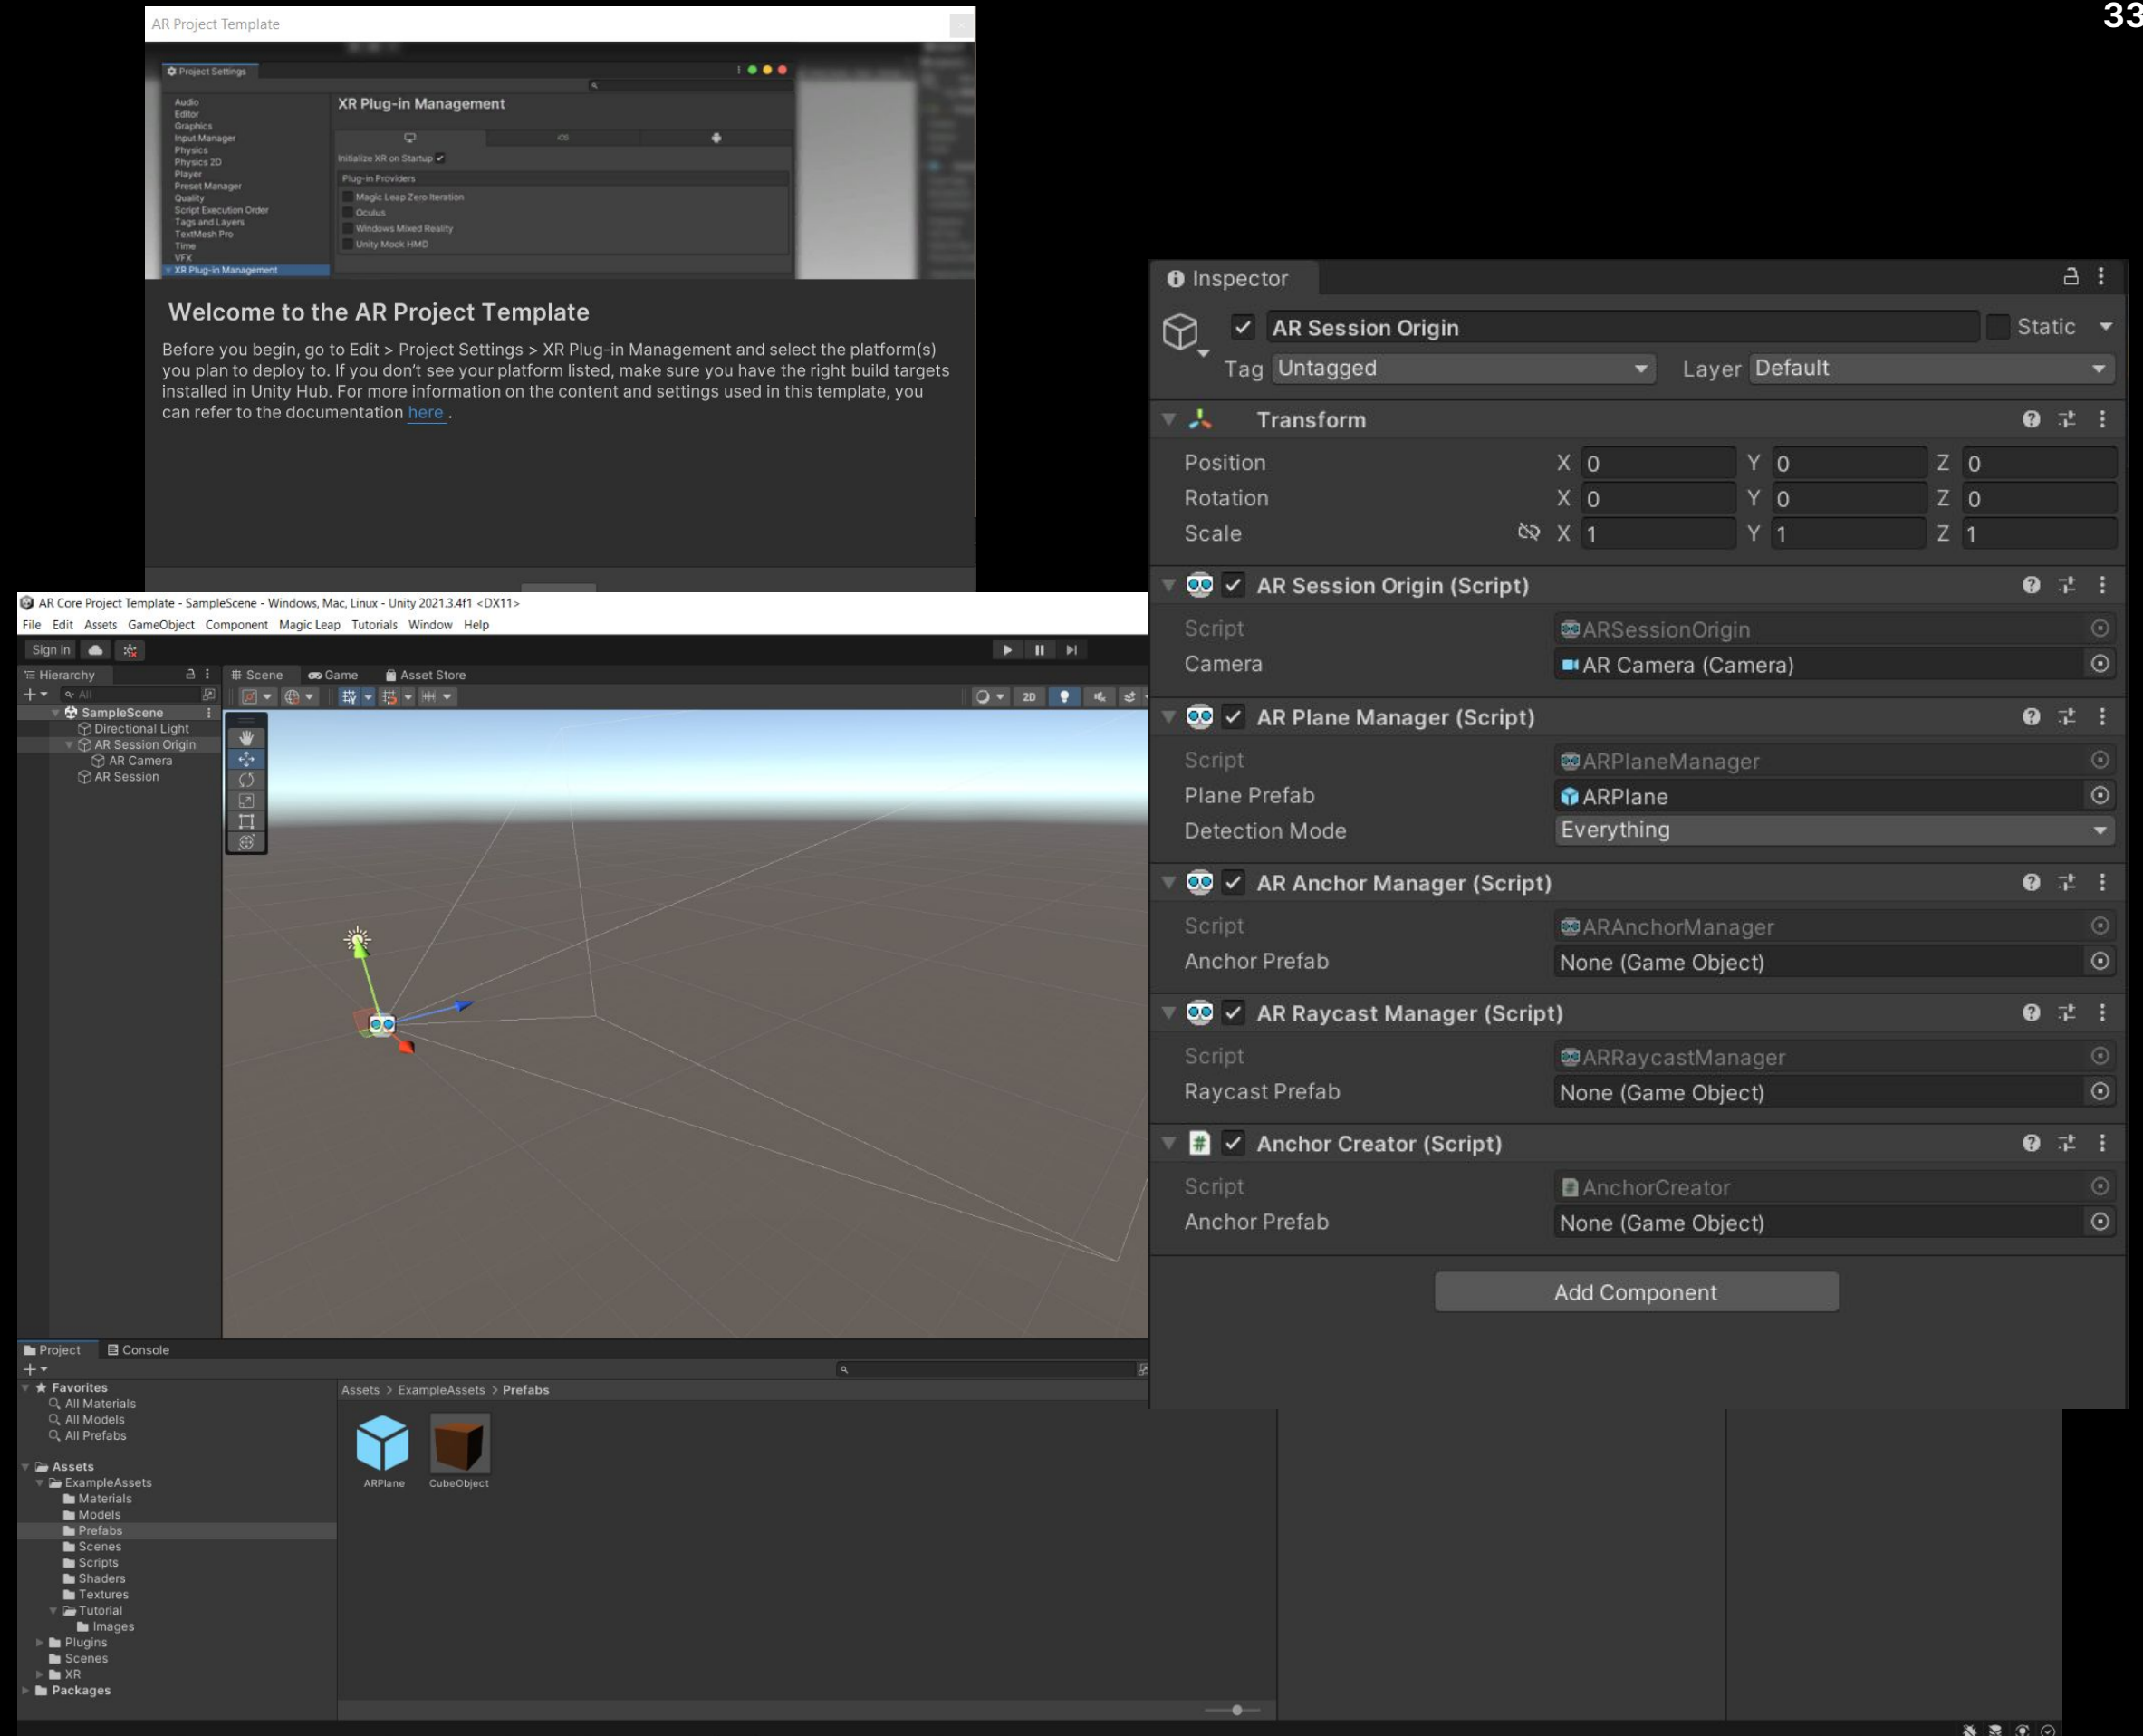 33
AR Project Template
Project Settings
Audio
Editor
Graphics
Input Manager
Physics
Physics 2D
Player
Preset Manager
Quality
Script Execution Order
Tags and Layers
TextMesh Pro
Time
VFX
XR Plug-in Management
XR Plug-in Management
iOS
Initialize XR on Startup
Plug-in Providers
Magic Leap Zero Iteration
Oculus
Windows Mixed Reality
Unity Mock HMD
Welcome to the AR Project Template
Before you begin, go to Edit > Project Settings > XR Plug-in Management and select the platform(s)
you plan to deploy to. If you don't see your platform listed, make sure you have the right build targets
installed in Unity Hub. For more information on the content and settings used in this template, you
can refer to the documentation here .
AR Core Project Template - SampleScene - Windows, Mac, Linux - Unity 2021.3.4f1 <DX11>
File Edit Assets GameObject Component Magic Leap Tutorials Window Help
Sign in
Hierarchy
All
SampleScene
Directional Light
AR Session Origin
AR Camera
AR Session
Scene Game Asset Store
2D
Inspector
AR Session Origin Static
Tag Untagged Layer Default
Transform
Position X 0 Y 0 Z 0
Rotation X 0 Y 0 Z 0
Scale X 1 Y 1 Z 1
AR Session Origin (Script)
Script ARSessionOrigin
Camera AR Camera (Camera)
AR Plane Manager (Script)
Script ARPlaneManager
Plane Prefab ARPlane
Detection Mode Everything
AR Anchor Manager (Script)
Script ARAnchorManager
Anchor Prefab None (Game Object)
AR Raycast Manager (Script)
Script ARRaycastManager
Raycast Prefab None (Game Object)
Anchor Creator (Script)
Script AnchorCreator
Anchor Prefab None (Game Object)
Add Component
Project Console
Favorites
All Materials
All Models
All Prefabs
Assets
ExampleAssets
Materials
Models
Prefabs
Scenes
Scripts
Shaders
Textures
Tutorial
Images
Plugins
Scenes
XR
Packages
Assets > ExampleAssets > Prefabs
ARPlane CubeObject